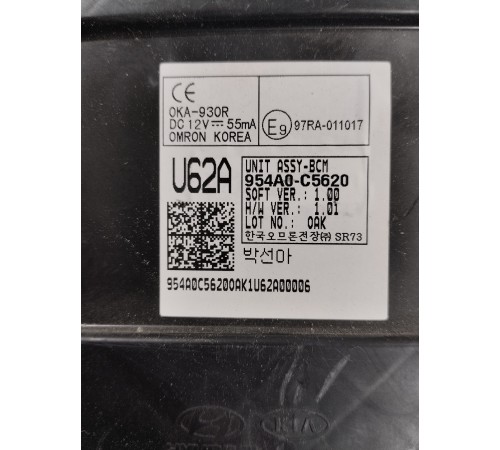 CE
OKA-930R
DC 12V⎓55mA
OMRON KOREA
E9 97RA-011017
U62A
UNIT ASSY-BCM
954A0-C5620
SOFT VER.: 1.00
H/W VER.: 1.01
LOT NO.: OAK
한국오므론전장㈜ SR73
박선아
954A0C56200AK1U62A00006